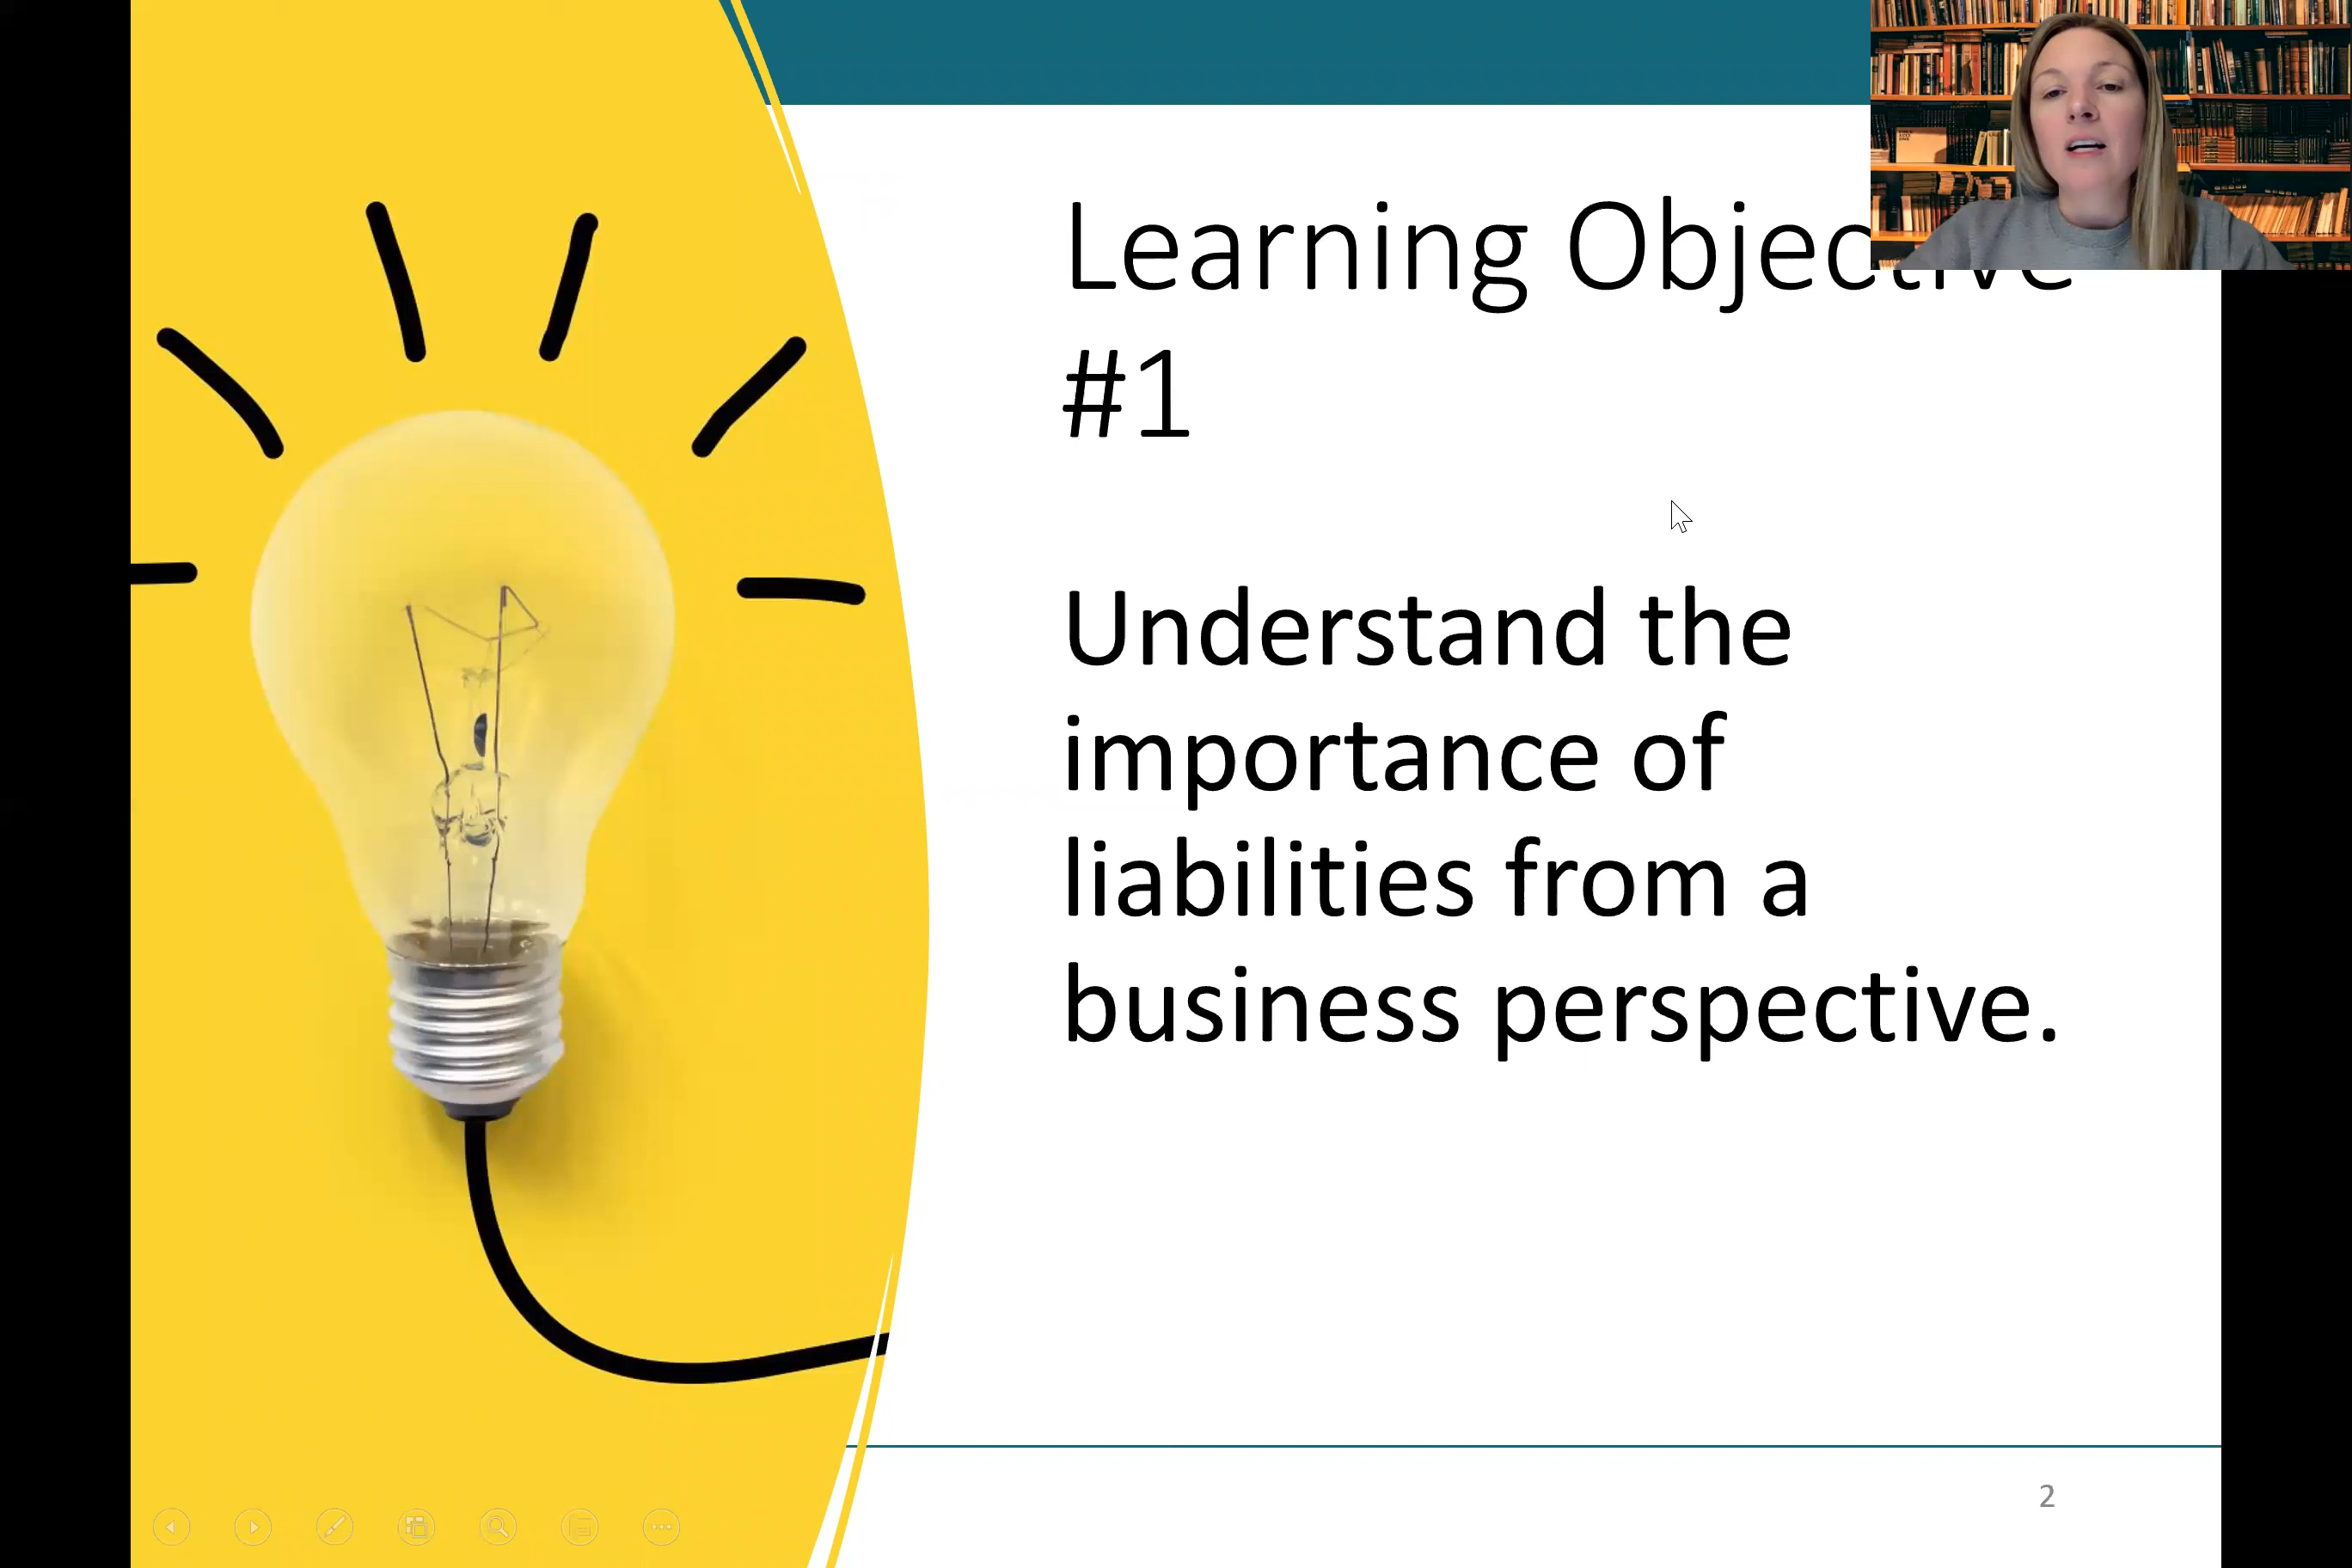 Learning Objective
#1
Understand the
importance of
liabilities from a
business perspective.
2